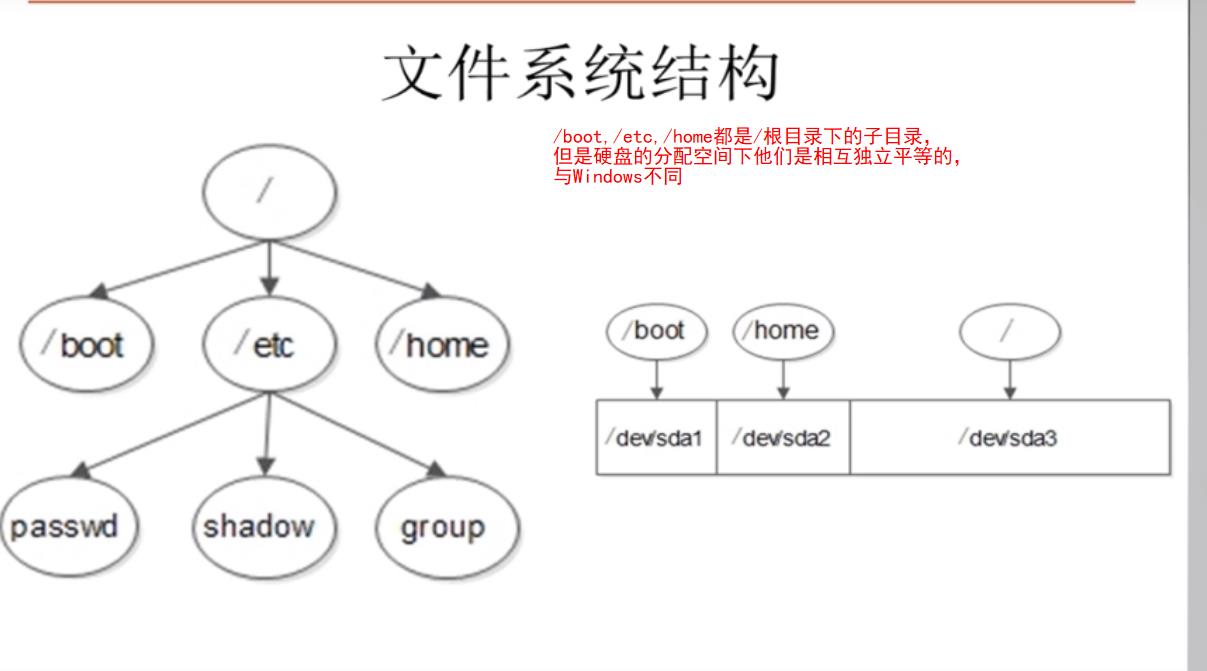 文件系统结构
/boot,/etc,/home都是/根目录下的子目录,
但是硬盘的分配空间下他们是相互独立平等的,
与Windows不同
/
/boot
/etc
/home
passwd
shadow
group
/boot
/home
/
/dev/sda1
/dev/sda2
/dev/sda3